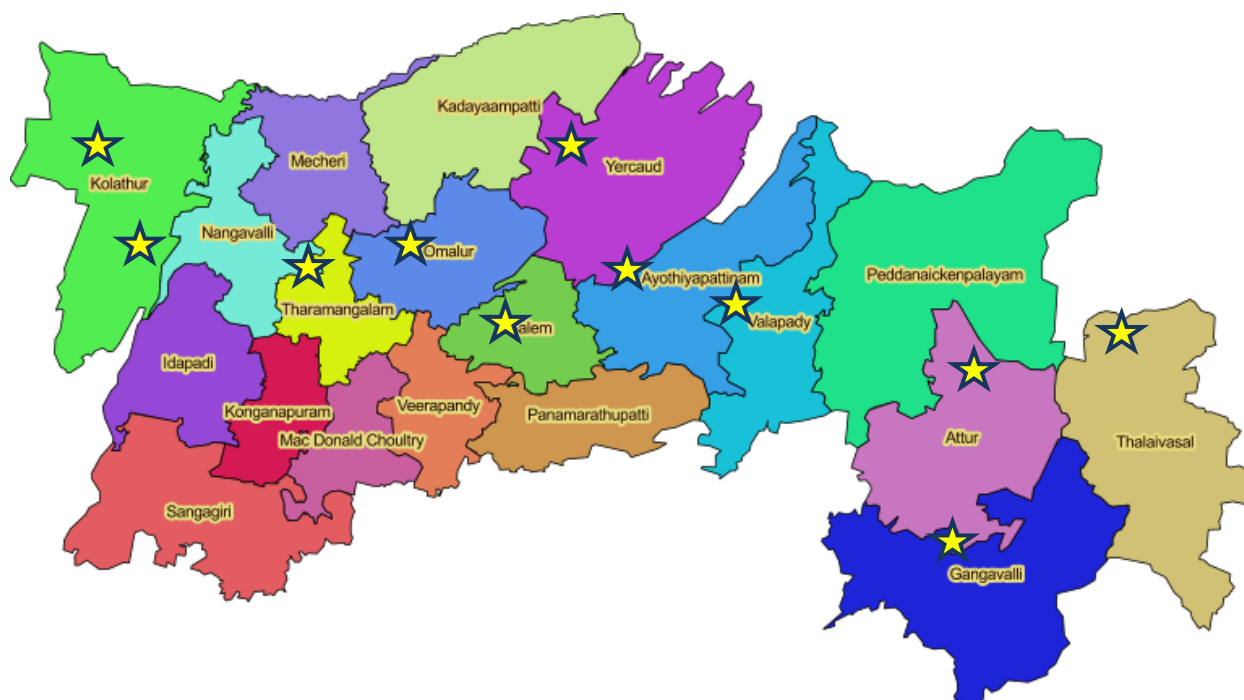 Kadayaampatti
Mecheri
Yercaud
Kolathur
Nangavalli
Omalur
Ayothiyapattinam
Peddanaickenpalayam
Tharamangalam
alem
Valapady
Idapadi
Konganapuram
Veerapandy
Panamarathupatti
Mac Donald Choultry
Attur
Thalaivasal
Sangagiri
Gangavalli